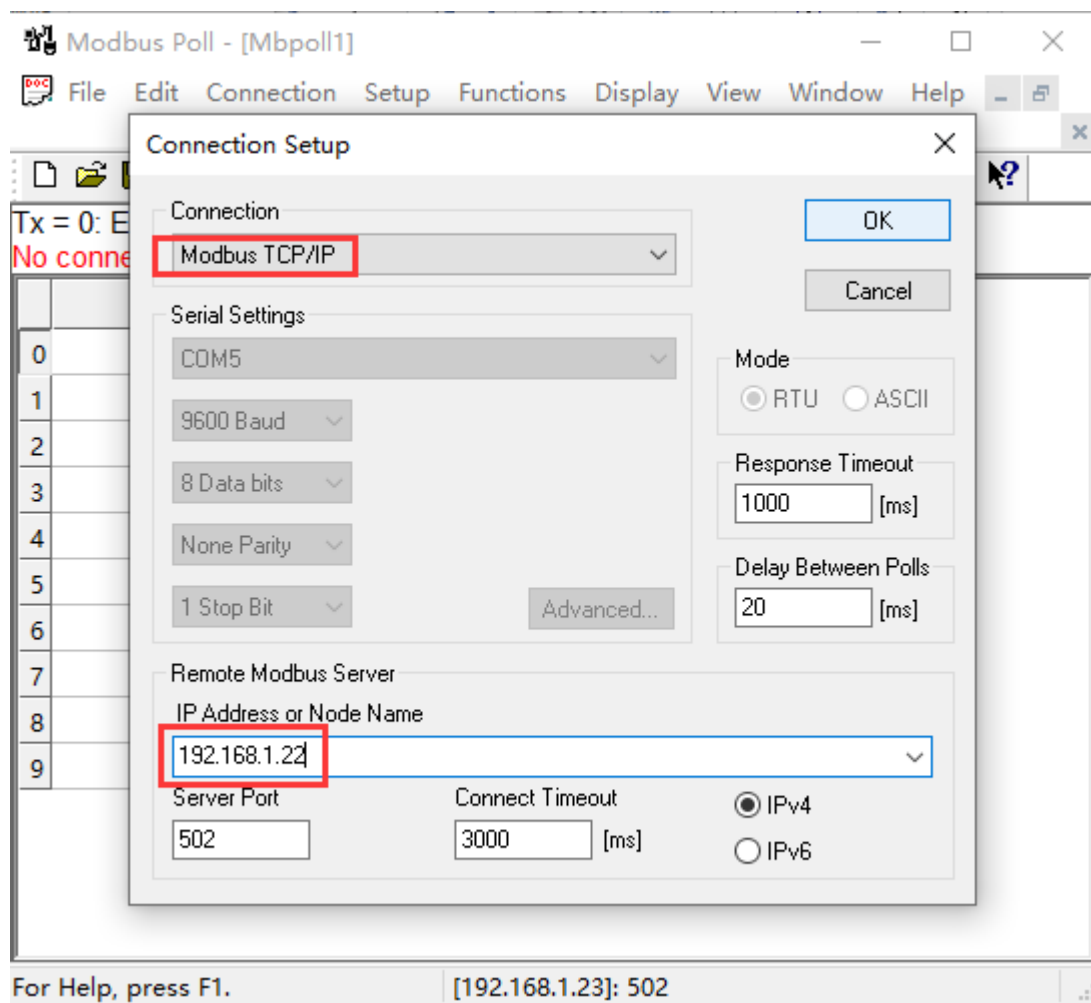 Modbus Poll - [Mbpoll1]
DOC File Edit Connection Setup Functions Display View Window Help
Connection Setup
Tx = 0: E
No conne
Connection
Modbus TCP/IP
OK
Cancel
Serial Settings
COM5
Mode
RTU ASCII
9600 Baud
8 Data bits
Response Timeout
1000 [ms]
None Parity
Delay Between Polls
1 Stop Bit Advanced... 20 [ms]
Remote Modbus Server
IP Address or Node Name
192.168.1.22
Server Port Connect Timeout IPv4
502 3000 [ms] IPv6
0
1
2
3
4
5
6
7
8
9
For Help, press F1. [192.168.1.23]: 502